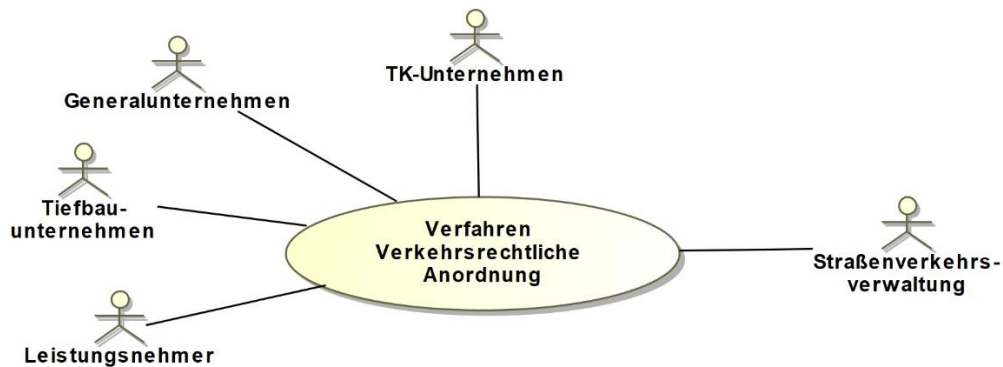 TK-Unternehmen
Generalunternehmen
Tiefbau-
unternehmen
Verfahren
Verkehrsrechtliche
Anordnung
Straßenverkehrs-
verwaltung
Leistungsnehmer